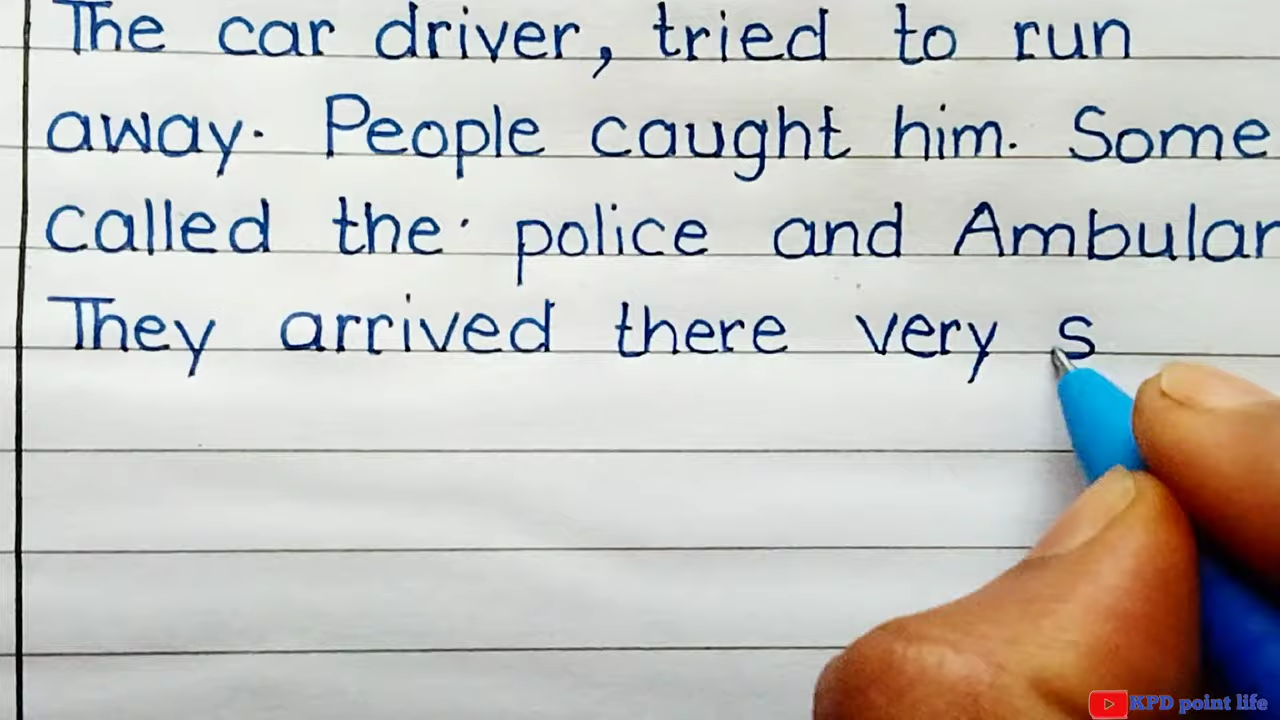 The car driver, tried to run
away. People caught him. Some
called the. police and Ambular
They arrived there very s
KPD point life